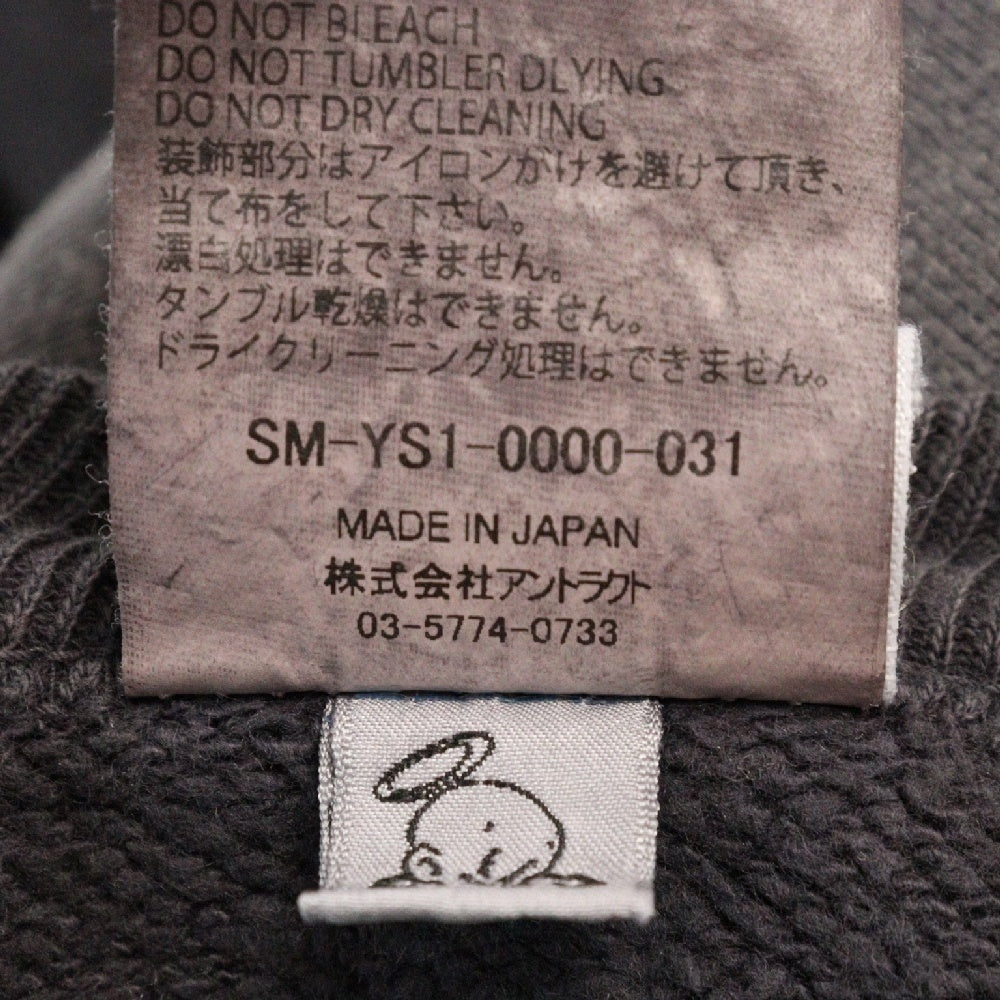 DO NOT BLEACH
DO NOT TUMBLER DLYING
DO NOT DRY CLEANING
装飾部分はアイロンがけを避けて頂き、
当て布をして下さい。
漂白処理はできません。
タンブル乾燥はできません。
ドライクリーニング処理はできません。
SM-YS1-0000-031
MADE IN JAPAN
株式会社アントラクト
03-5774-0733